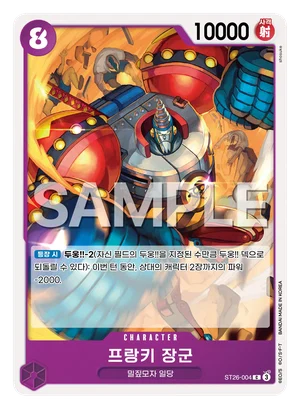 8
10000
사격
射
SAMPLE
등장 시 두웅!!-2(자신 필드의 두웅!!을 지정된 수만큼 두웅!! 덱으로
되돌릴 수 있다): 이번 턴 동안, 상대의 캐릭터 2장까지의 파워
-2000.
CHARACTER
프랑키 장군
밀짚모자 일당
ST26-004
3
BANDAI MADE IN KOREA